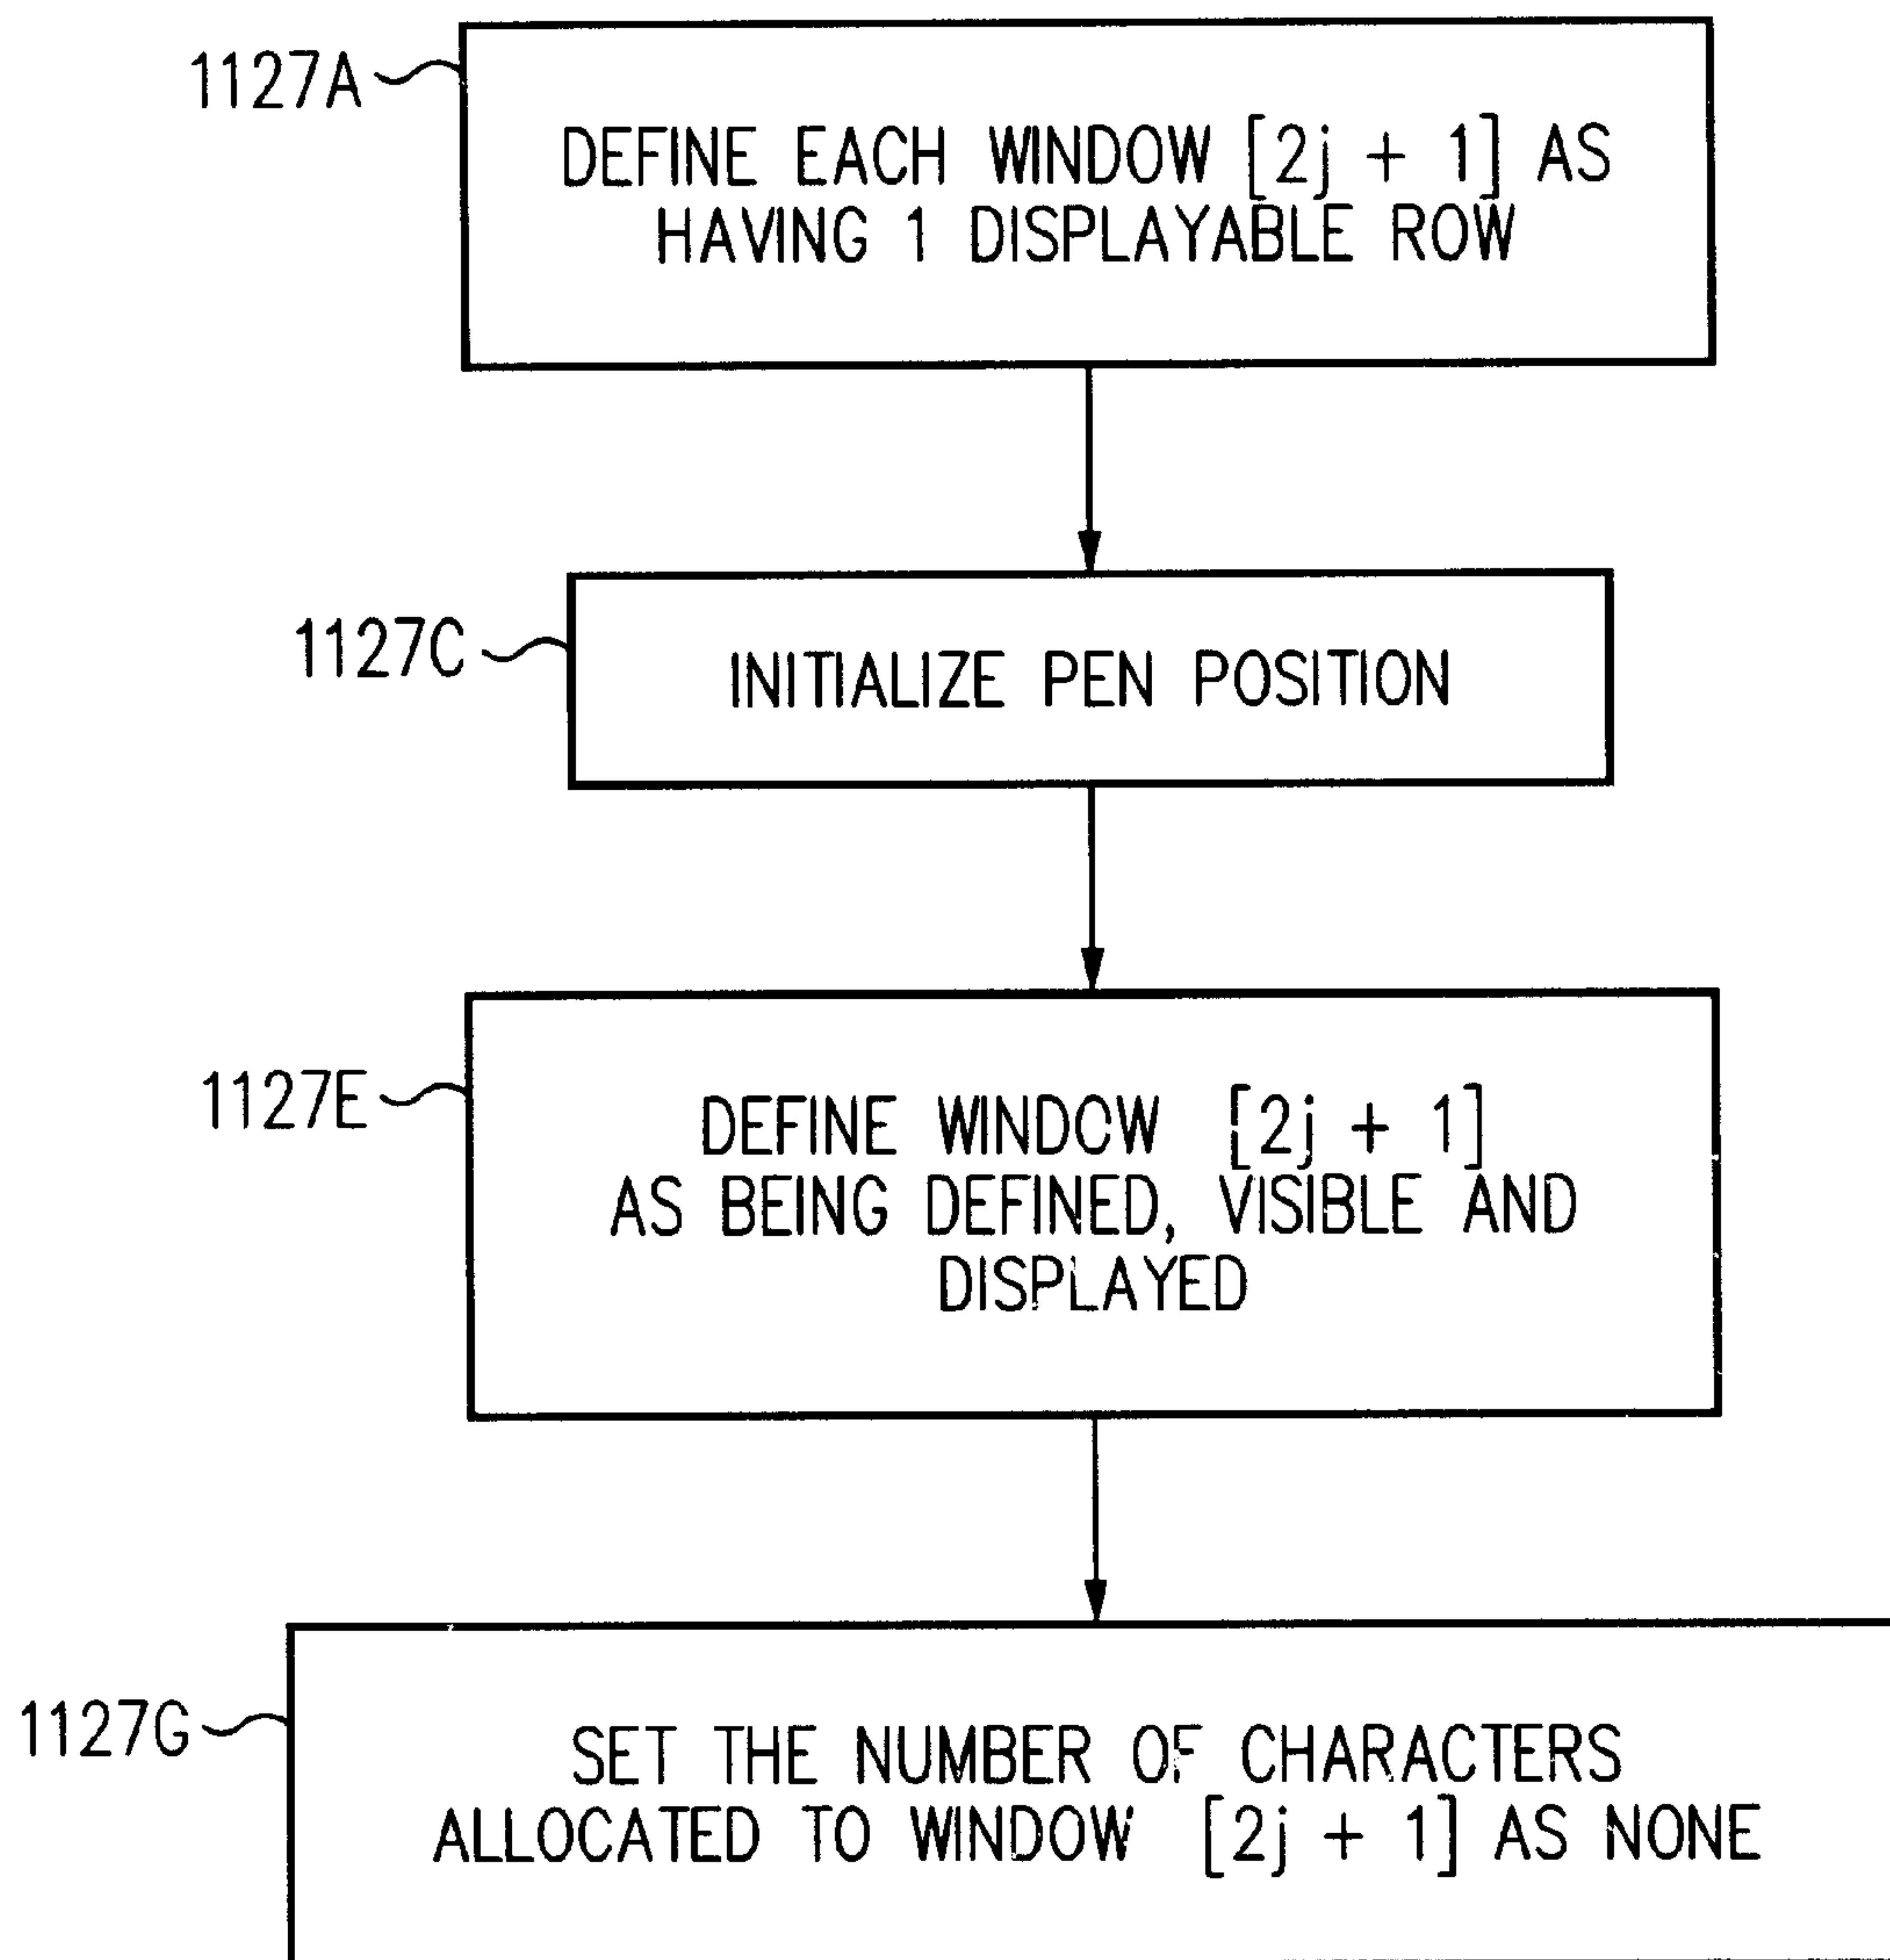 1127A
DEFINE EACH WINDOW [2j + 1] AS
HAVING 1 DISPLAYABLE ROW
1127C
INITIALIZE PEN POSITION
1127E
DEFINE WINDOW [2j + 1]
AS BEING DEFINED, VISIBLE AND
DISPLAYED
1127G
SET THE NUMBER OF CHARACTERS
ALLOCATED TO WINDOW [2j + 1] AS NONE